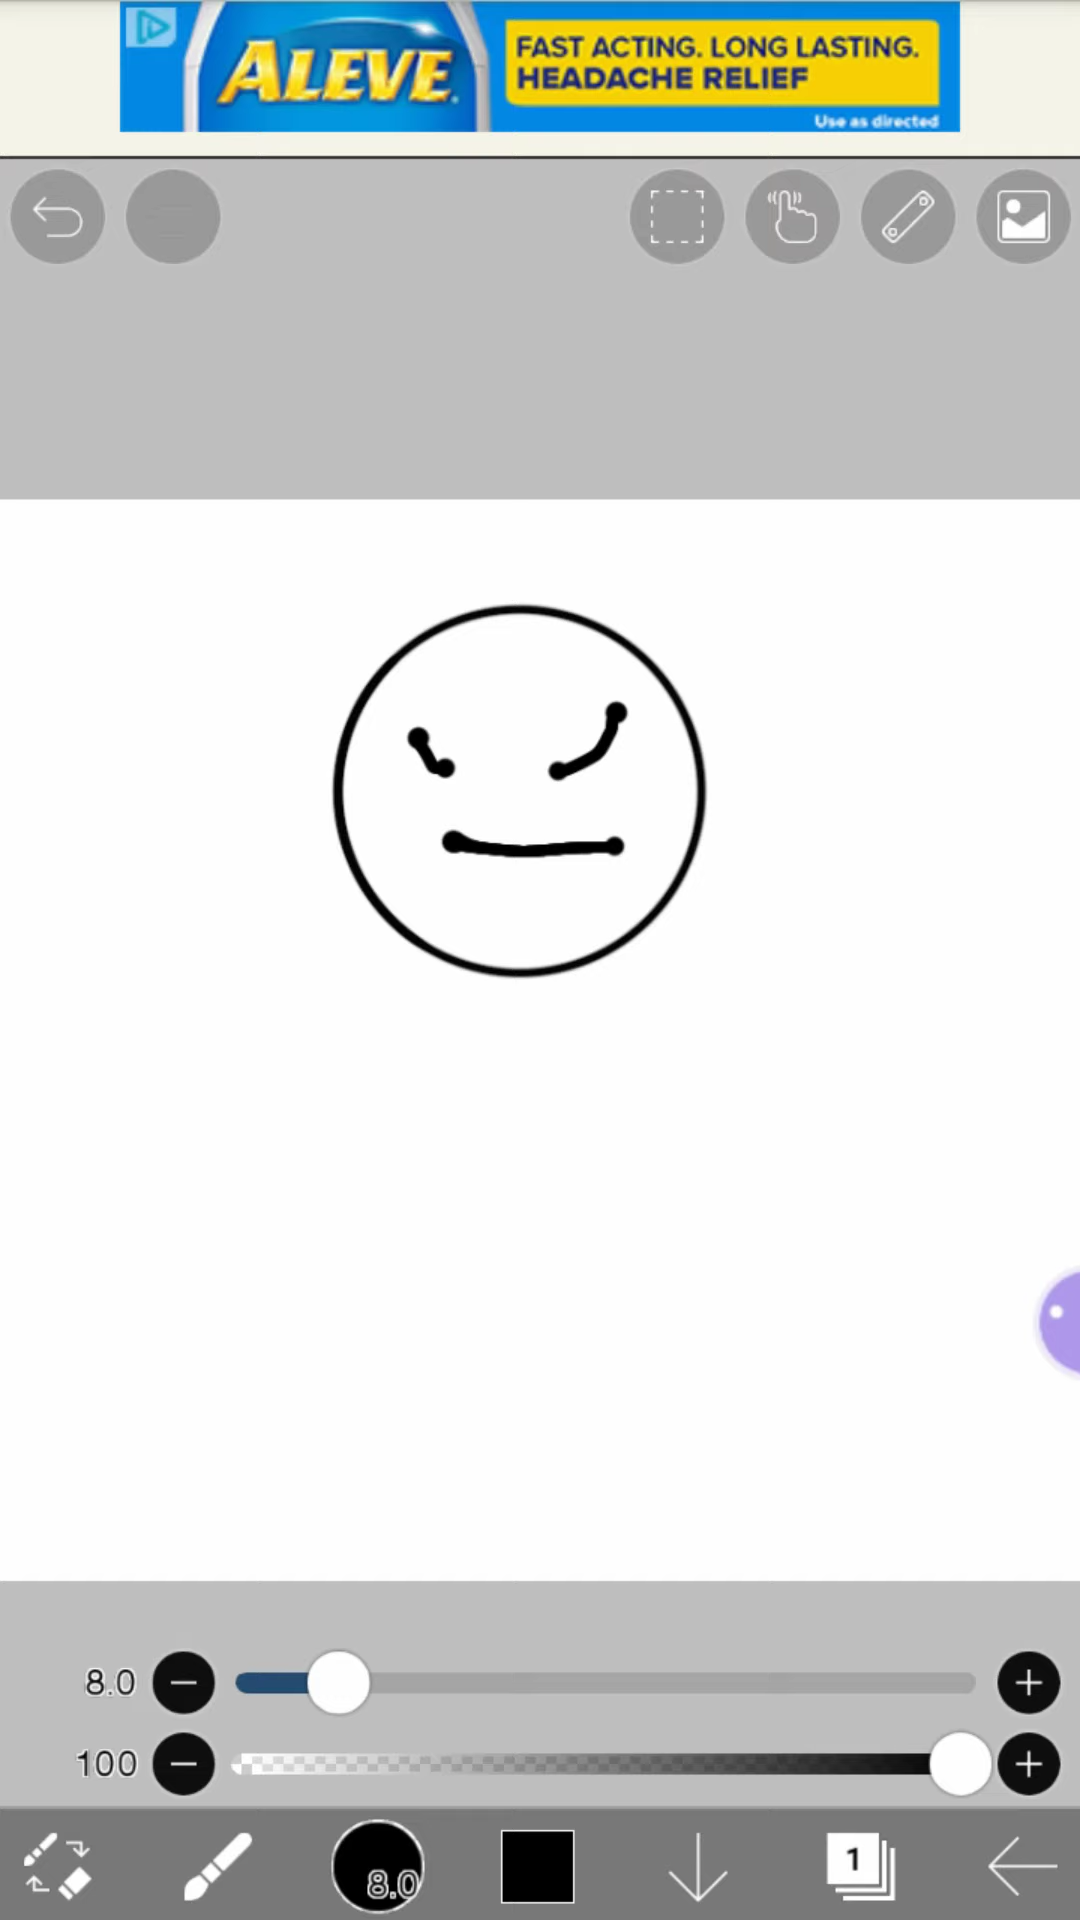 ALEVE.
FAST ACTING. LONG LASTING.
HEADACHE RELIEF
Use as directed
8.0
100
8.0
1